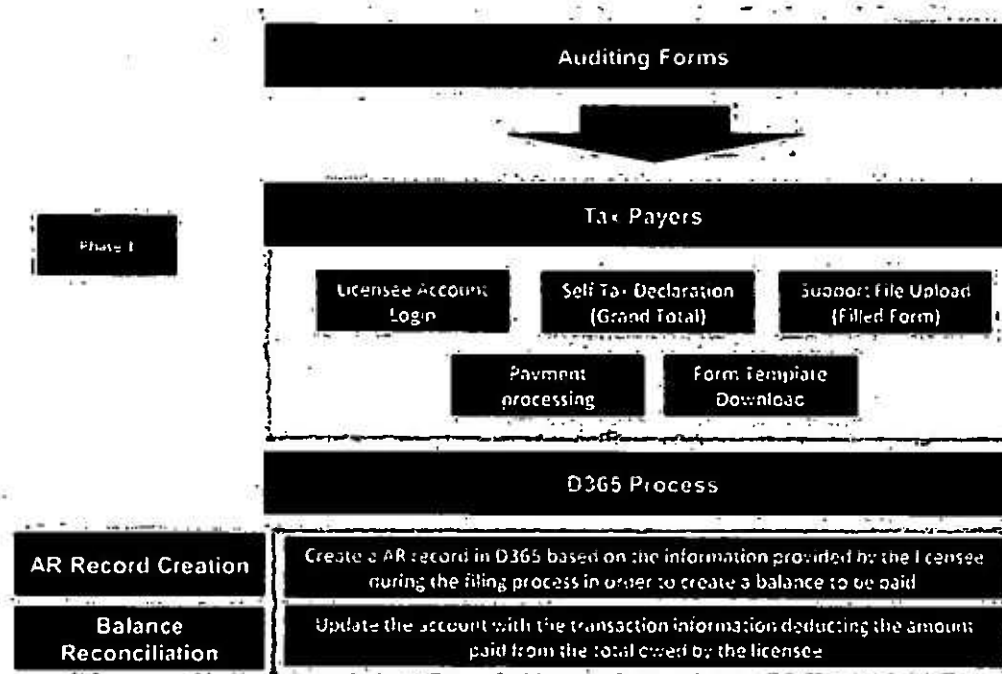 Auditing Forms
Tax Payers
Phase 1
Licensee Account
Login
Self Tax Declaration
(Grand Total)
Support File Upload
(Filled Form)
Payment
processing
Form Template
Download
D365 Process
AR Record Creation
Create a AR record in D365 based on the information provided by the licensee
during the filing process in order to create a balance to be paid
Balance
Reconciliation
Update the account with the transaction information deducting the amount
paid from the total owed by the licensee